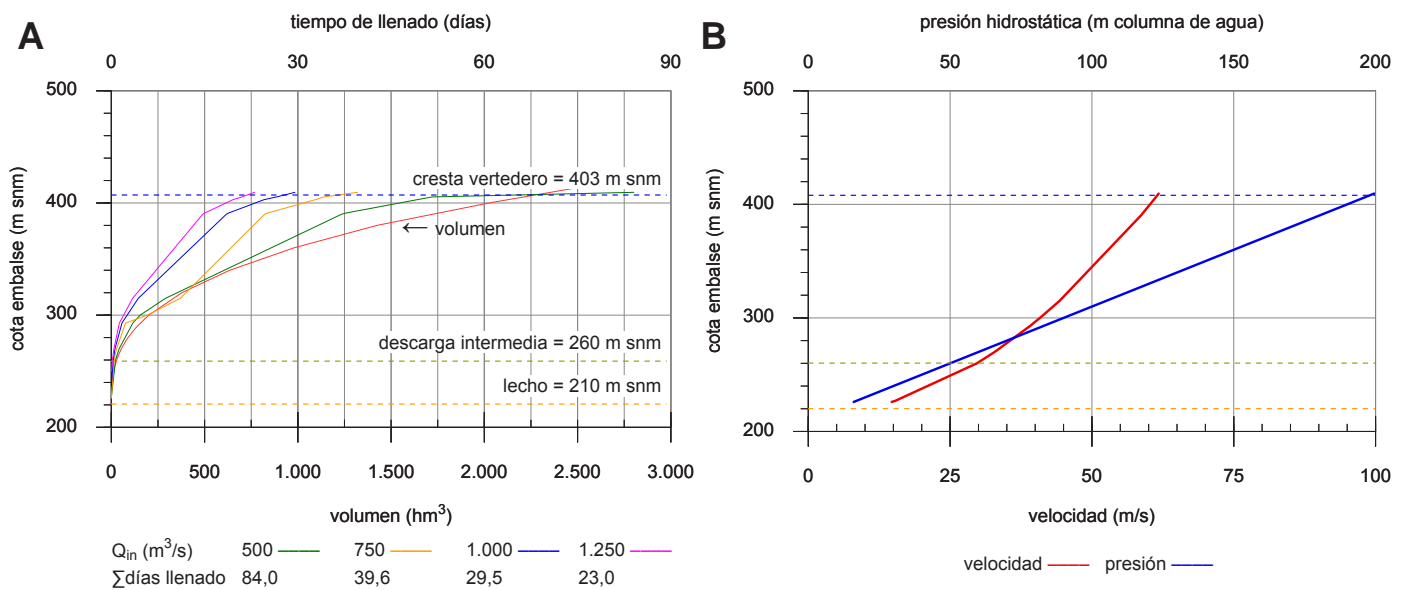 A
tiempo de llenado (días)
0 30 60 90
500
400
300
200
cota embalse (m snm)
cresta vertedero = 403 m snm
← volumen
descarga intermedia = 260 m snm
lecho = 210 m snm
0 500 1.000 1.500 2.000 2.500 3.000
volumen (hm³)
Qin (m³/s) 500 750 1.000 1.250
∑días llenado 84,0 39,6 29,5 23,0
B
presión hidrostática (m columna de agua)
0 50 100 150 200
500
400
300
200
cota embalse (m snm)
0 25 50 75 100
velocidad (m/s)
velocidad presión